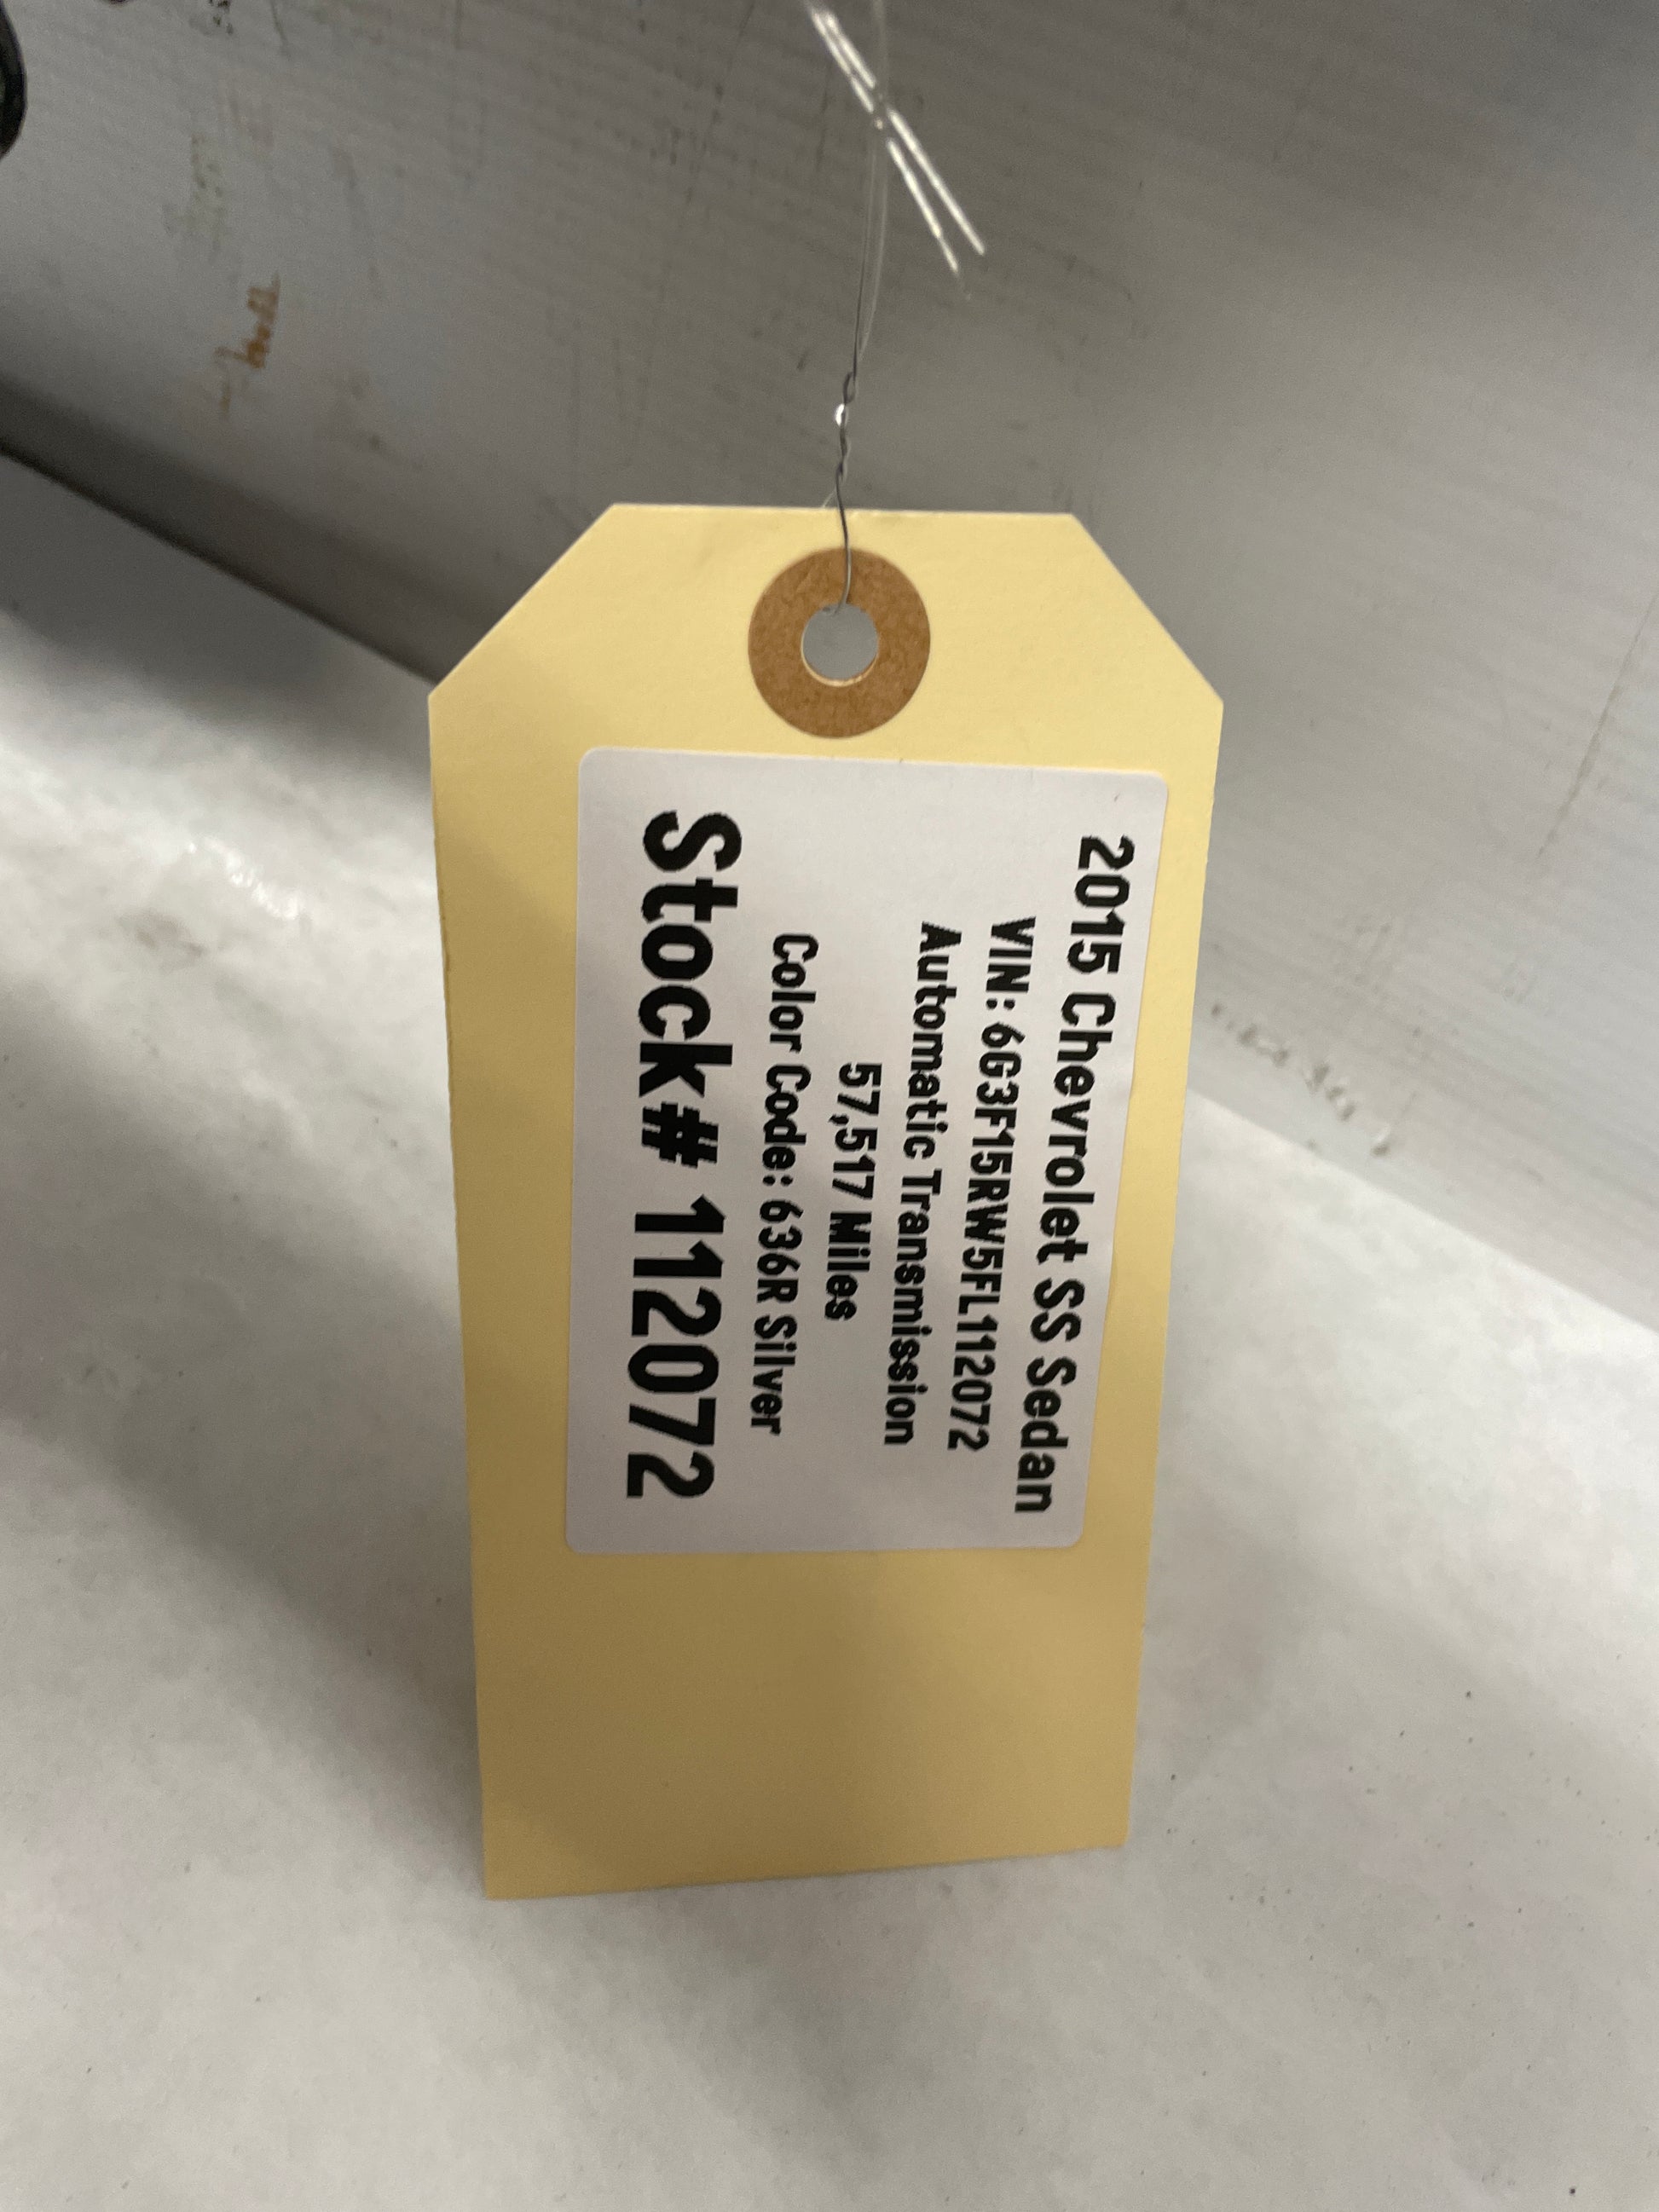 2015 Chevrolet SS Sedan
VIN: 6G3F15RW5FL112072
Automatic Transmission
57,517 Miles
Color Code: 636R Silver
Stock# 112072